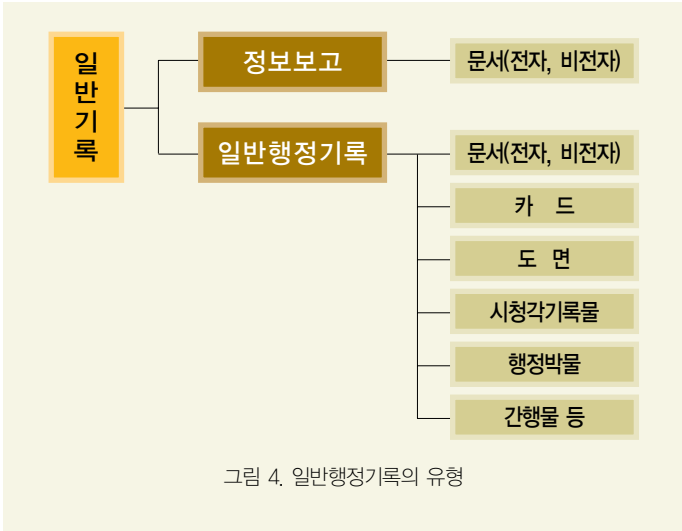 일반기록
정보보고
문서(전자, 비전자)
일반행정기록
문서(전자, 비전자)
카 드
도 면
시청각기록물
행정박물
간행물 등
그림 4. 일반행정기록의 유형